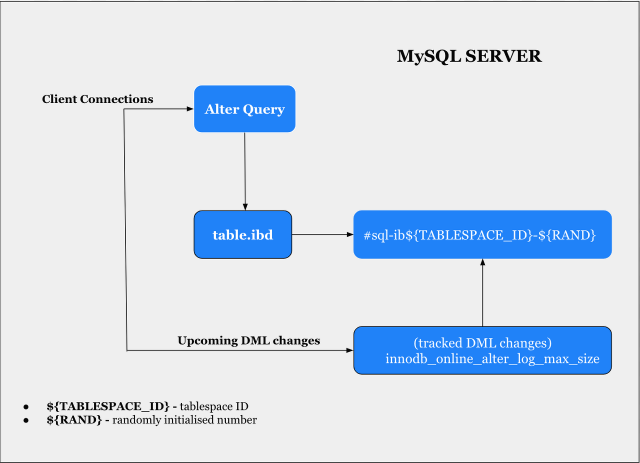 MySQL SERVER
Client Connections
Alter Query
table.ibd
#sql-ib${TABLESPACE_ID}-${RAND}
Upcoming DML changes
(tracked DML changes)
innodb_online_alter_log_max_size
● ${TABLESPACE_ID} - tablespace ID
● ${RAND} - randomly initialised number